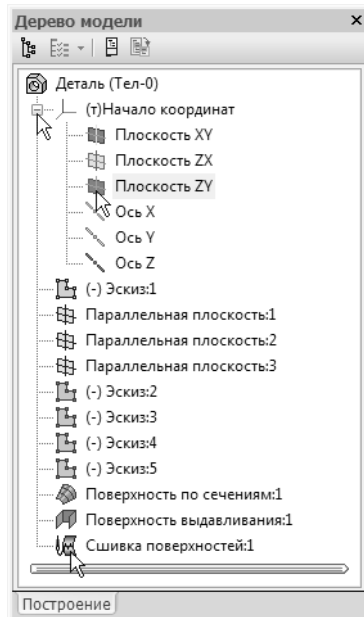 Дерево модели
Деталь (Тел-0)
(т)Начало координат
Плоскость XY
Плоскость ZX
Плоскость ZY
Ось X
Ось Y
Ось Z
(-) Эскиз:1
Параллельная плоскость:1
Параллельная плоскость:2
Параллельная плоскость:3
(-) Эскиз:2
(-) Эскиз:3
(-) Эскиз:4
(-) Эскиз:5
Поверхность по сечениям:1
Поверхность выдавливания:1
Сшивка поверхностей:1
Построение